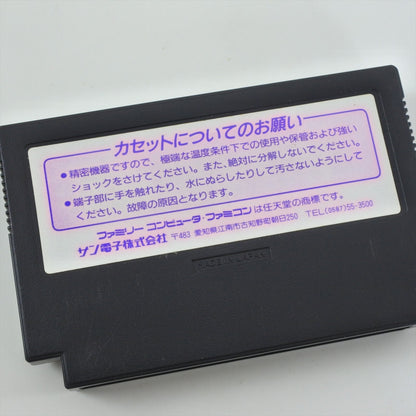 カセットについてのお願い
●精密機器ですので、極端な温度条件下での使用や保管および強い
ショックをさけてください。また、絶対に分解しないでください。
●端子部に手を触れたり、水にぬらしたりして汚さないようにして
ください。故障の原因となります。
ファミリー コンピュータ・ファミコンは任天堂の商標です。
サン電子株式会社 〒483 愛知県江南市古知野町朝日250 TEL(0587)55-3500
MADE IN JAPAN